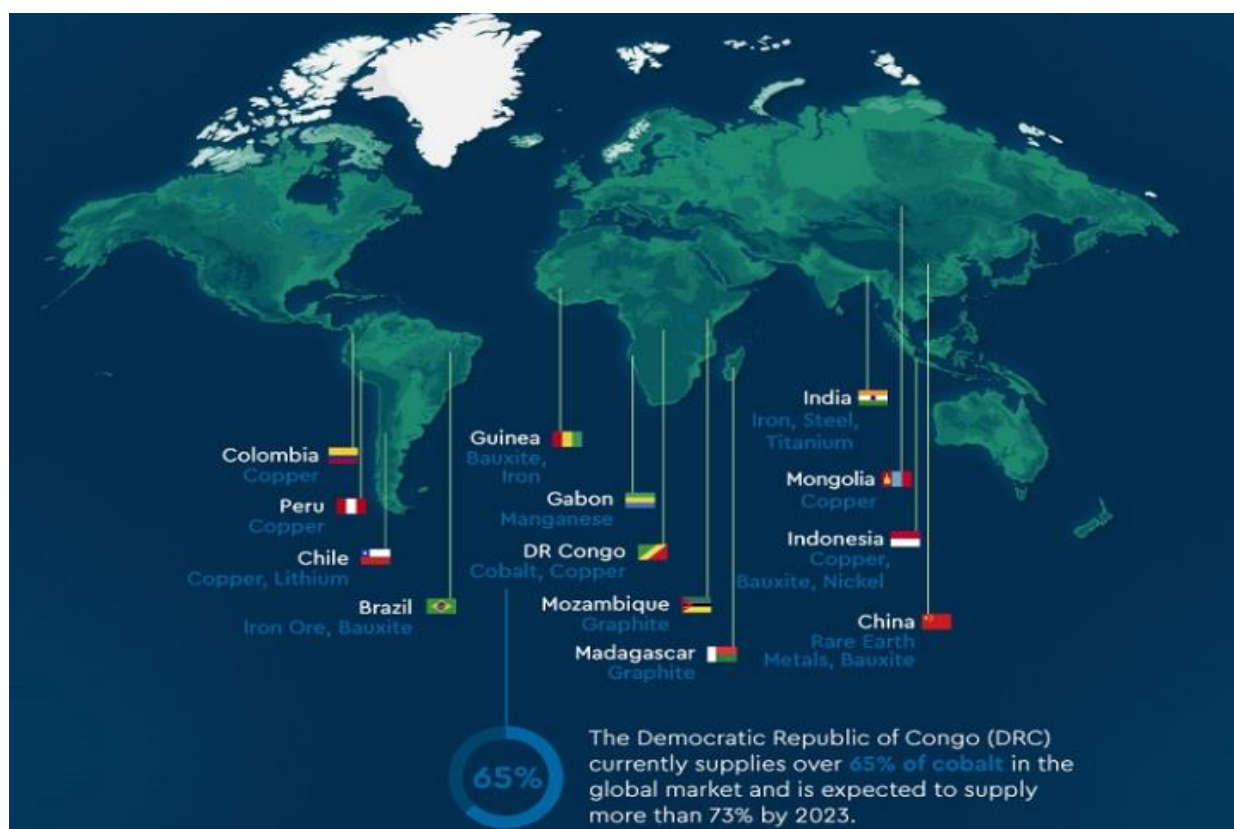 Colombia
Copper
Peru
Copper
Chile
Copper, Lithium
Brazil
Iron Ore, Bauxite
Guinea
Bauxite,
Iron
Gabon
Manganese
DR Congo
Cobalt, Copper
Mozambique
Graphite
Madagascar
Graphite
India
Iron, Steel,
Titanium
Mongolia
Copper
Indonesia
Copper,
Bauxite, Nickel
China
Rare Earth
Metals, Bauxite
65%
The Democratic Republic of Congo (DRC)
currently supplies over 65% of cobalt in the
global market and is expected to supply
more than 73% by 2023.